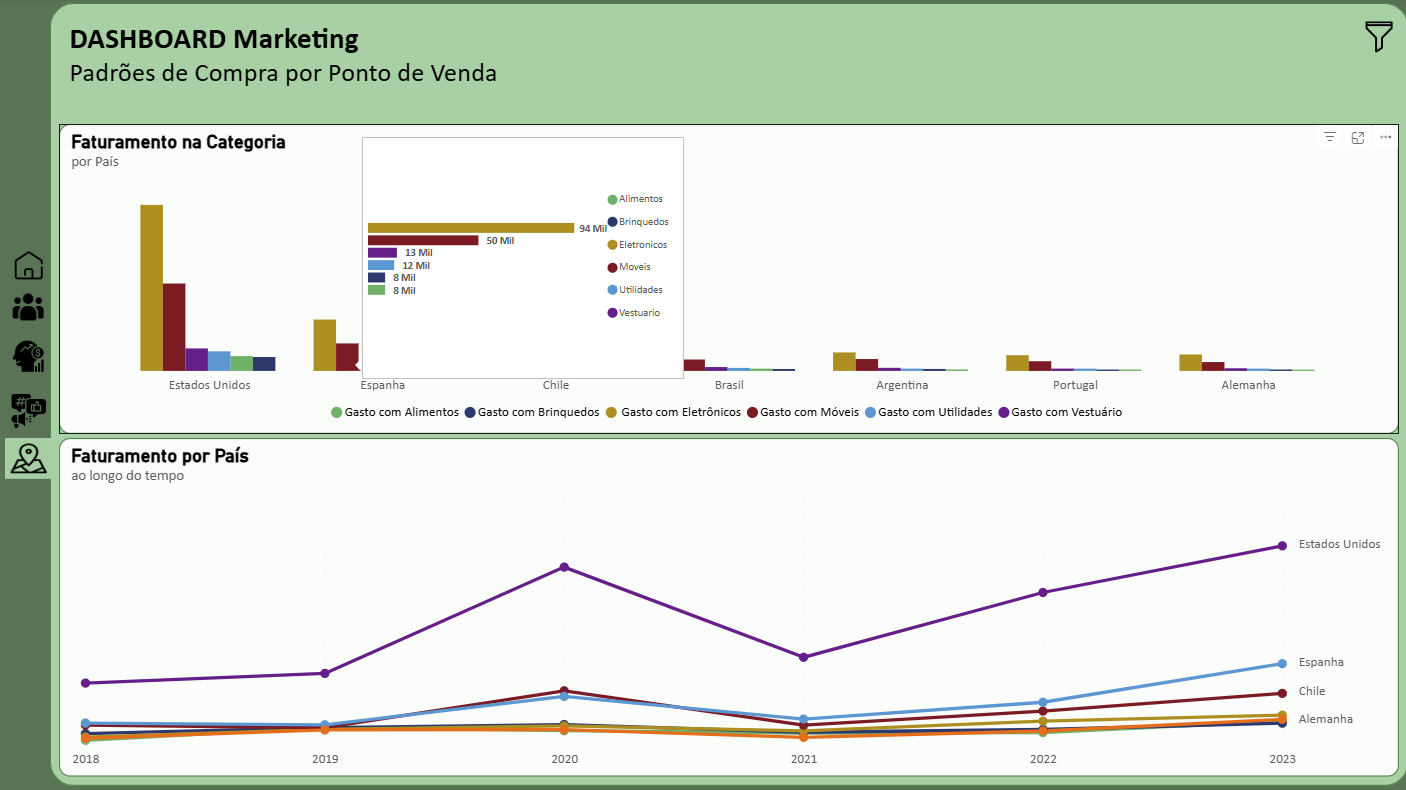 DASHBOARD Marketing
Padrões de Compra por Ponto de Venda
Faturamento na Categoria
por País
Alimentos
Brinquedos
Eletronicos
Moveis
Utilidades
Vestuario
94 Mil
50 Mil
13 Mil
12 Mil
8 Mil
8 Mil
Estados Unidos Espanha Chile Brasil Argentina Portugal Alemanha
Gasto com Alimentos Gasto com Brinquedos Gasto com Eletrônicos Gasto com Móveis Gasto com Utilidades Gasto com Vestuário
Faturamento por País
ao longo do tempo
Estados Unidos
Espanha
Chile
Alemanha
2018 2019 2020 2021 2022 2023